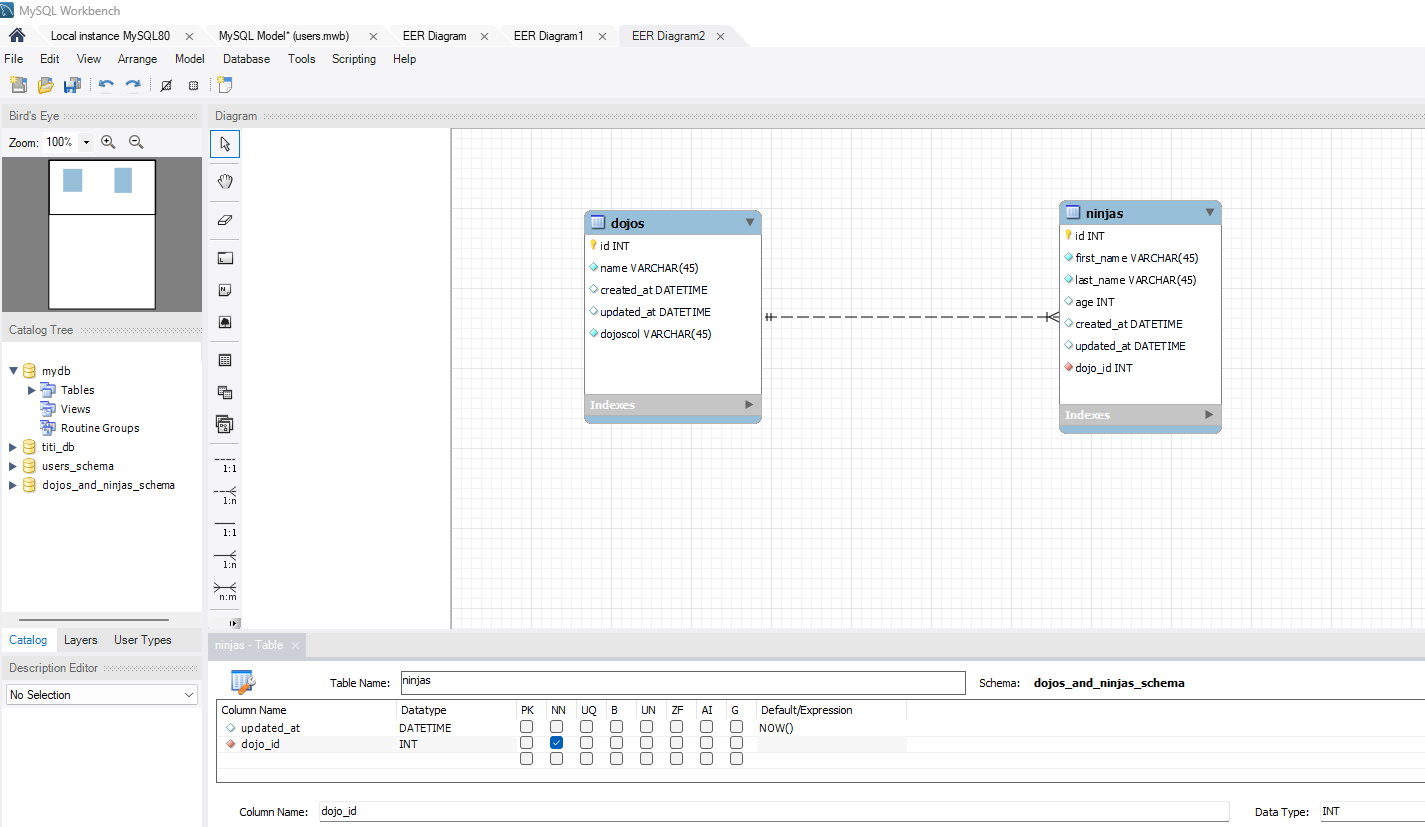 MySQL Workbench
Local instance MySQL80 MySQL Model* (users.mwb) EER Diagram EER Diagram1 EER Diagram2
File Edit View Arrange Model Database Tools Scripting Help
Bird's Eye
Zoom: 100%
Diagram
dojos
id INT
name VARCHAR(45)
created_at DATETIME
updated_at DATETIME
dojoscol VARCHAR(45)
Indexes
ninjas
id INT
first_name VARCHAR(45)
last_name VARCHAR(45)
age INT
created_at DATETIME
updated_at DATETIME
dojo_id INT
Indexes
Catalog Tree
mydb
Tables
Views
Routine Groups
titi_db
users_schema
dojos_and_ninjas_schema
1:1
1:n
1:1
1:n
n:m
Catalog Layers User Types
Description Editor
No Selection
ninjas - Table
Table Name: ninjas Schema: dojos_and_ninjas_schema
Column Name Datatype PK NN UQ B UN ZF AI G Default/Expression
updated_at DATETIME NOW()
dojo_id INT
Column Name: dojo_id Data Type: INT